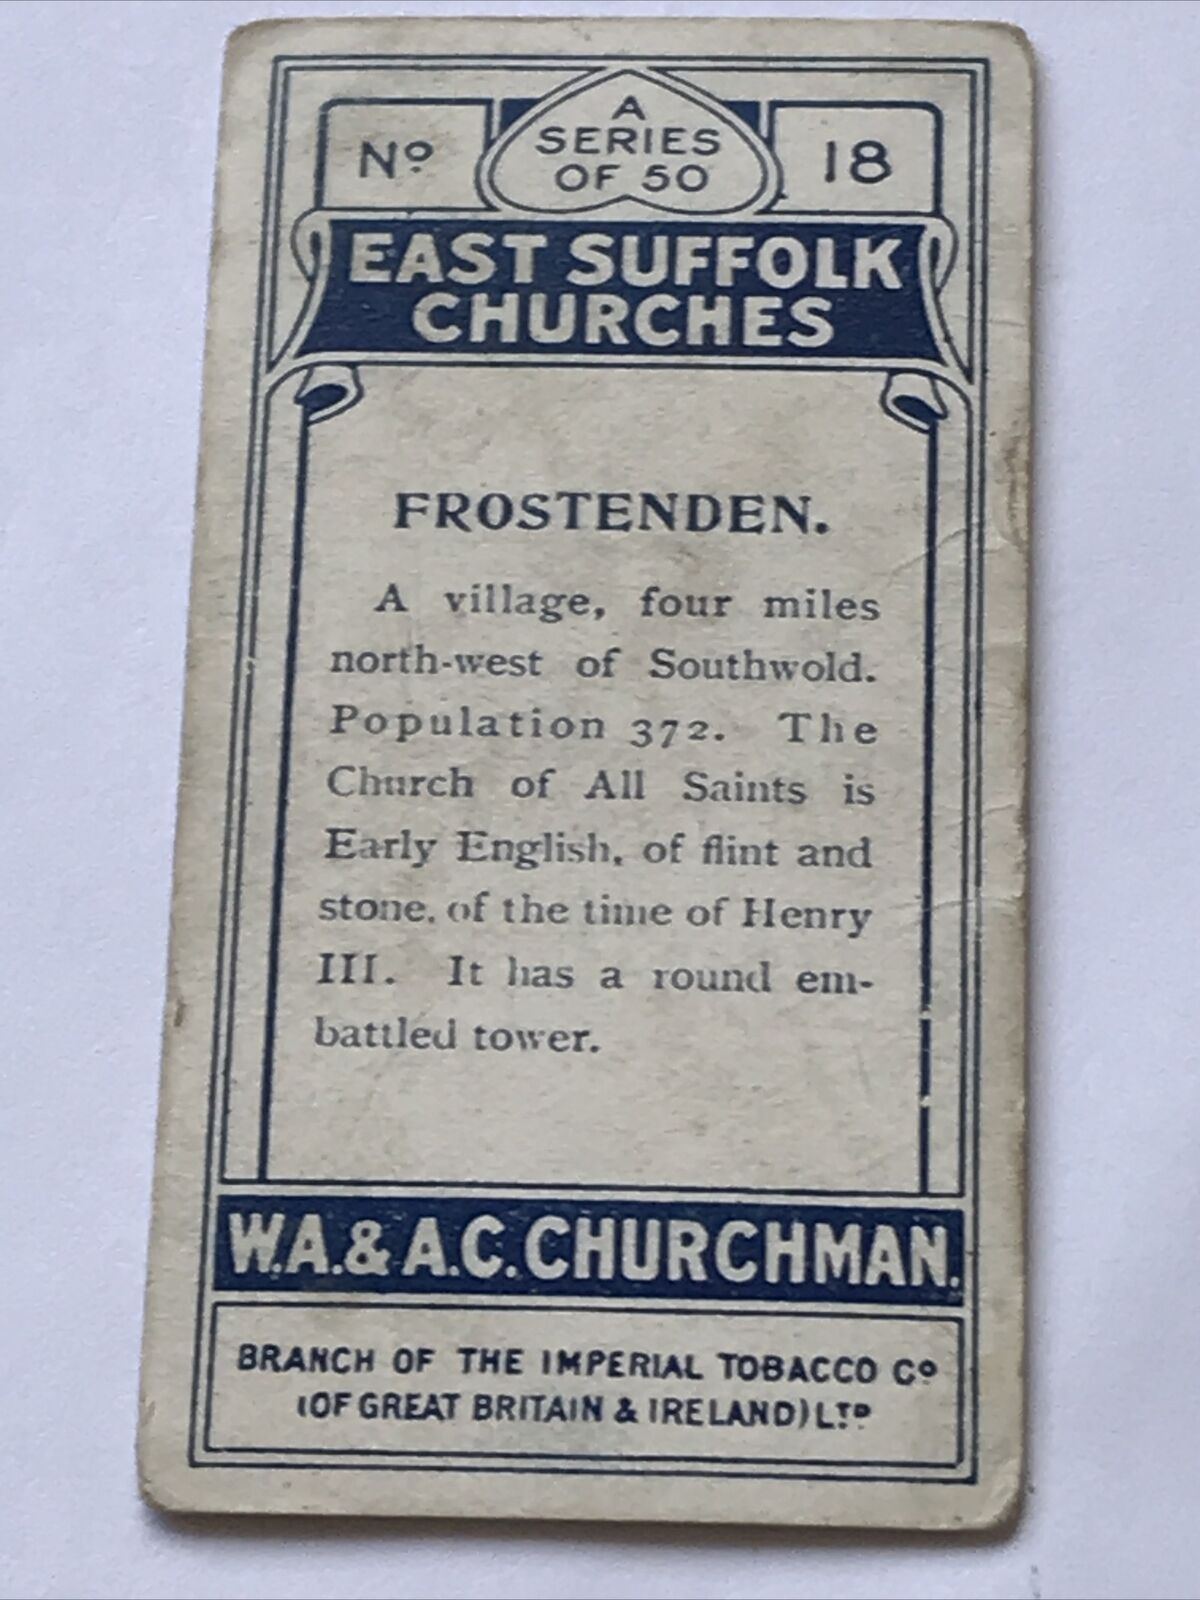 A
SERIES
OF 50
Nº
18
EAST SUFFOLK
CHURCHES
FROSTENDEN.
A village, four miles
north-west of Southwold.
Population 372. The
Church of All Saints is
Early English, of flint and
stone, of the time of Henry
III. It has a round em-
battled tower.
W.A. & A.C. CHURCHMAN.
BRANCH OF THE IMPERIAL TOBACCO Cº
(OF GREAT BRITAIN & IRELAND) LTD